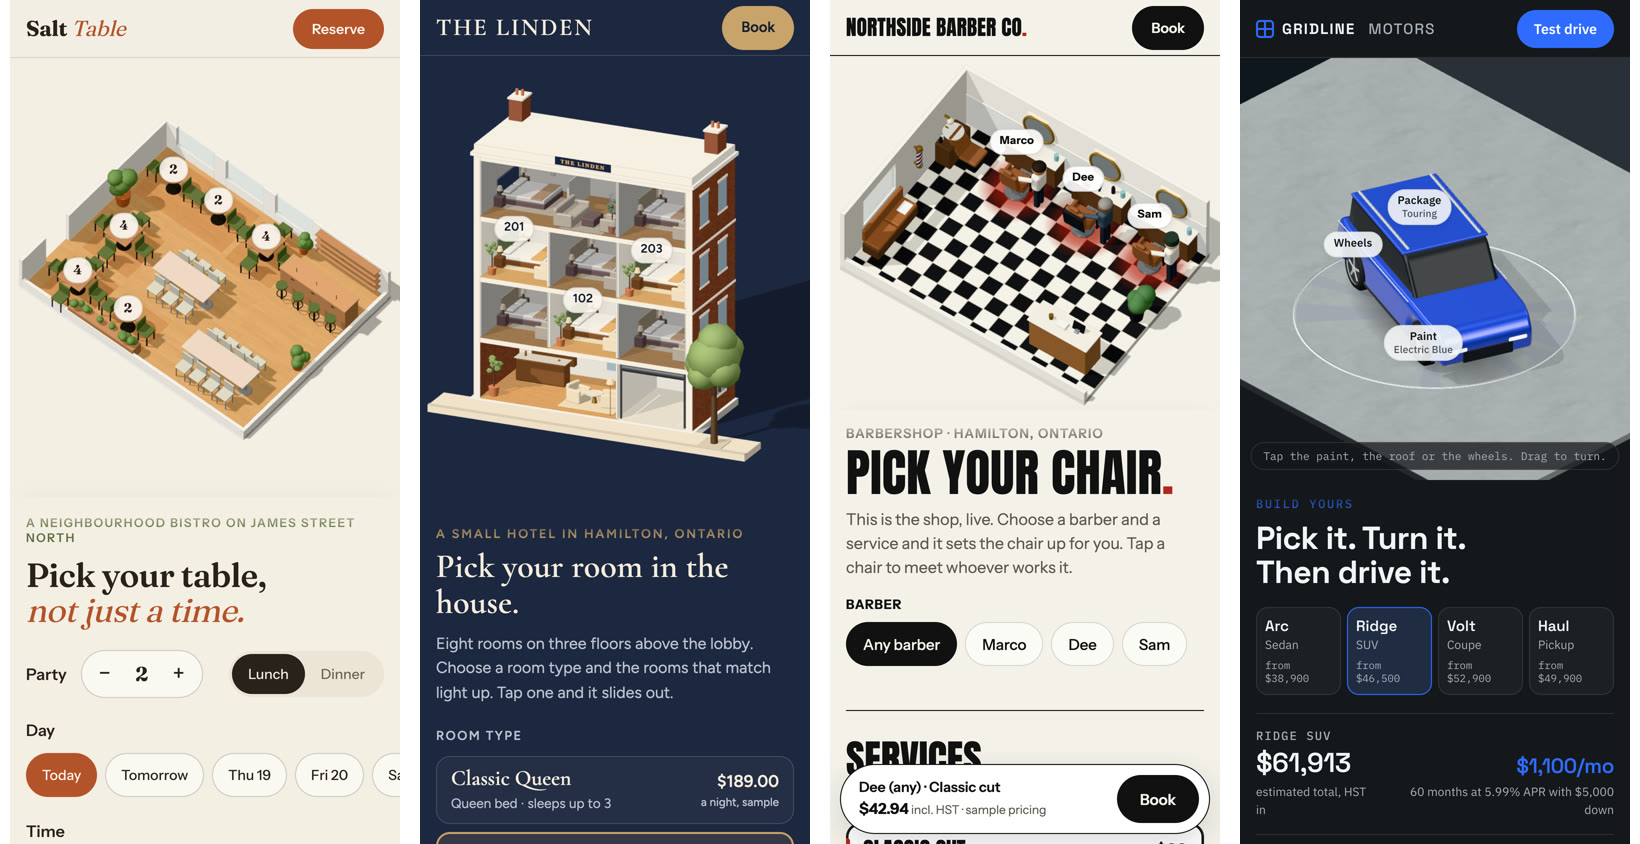 Salt Table
Reserve
2
2
4
4
4
2
A NEIGHBOURHOOD BISTRO ON JAMES STREET
NORTH
Pick your table,
not just a time.
Party
−
2
+
Lunch
Dinner
Day
Today
Tomorrow
Thu 19
Fri 20
Sa
Time
THE LINDEN
Book
THE LINDEN
201
203
102
A SMALL HOTEL IN HAMILTON, ONTARIO
Pick your room in the
house.
Eight rooms on three floors above the lobby.
Choose a room type and the rooms that match
light up. Tap one and it slides out.
ROOM TYPE
Classic Queen
$189.00
Queen bed · sleeps up to 3
a night, sample
NORTHSIDE BARBER CO.
Book
Marco
Dee
Sam
BARBERSHOP · HAMILTON, ONTARIO
PICK YOUR CHAIR.
This is the shop, live. Choose a barber and a
service and it sets the chair up for you. Tap a
chair to meet whoever works it.
BARBER
Any barber
Marco
Dee
Sam
SERVICES
Dee (any) · Classic cut
$42.94 incl. HST · sample pricing
Book
CLASSIC CUT
GRIDLINE MOTORS
Test drive
Package
Touring
Wheels
Paint
Electric Blue
Tap the paint, the roof or the wheels. Drag to turn.
BUILD YOURS
Pick it. Turn it.
Then drive it.
Arc
Sedan
from
$38,900
Ridge
SUV
from
$46,500
Volt
Coupe
from
$52,900
Haul
Pickup
from
$49,900
RIDGE SUV
$61,913
$1,100/mo
estimated total, HST
in
60 months at 5.99% APR with $5,000
down